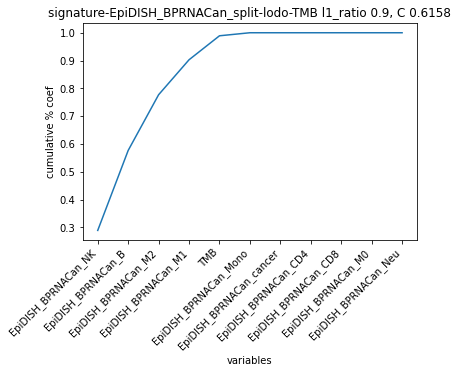 signature-EpiDISH_BPRNACan_split-lodo-TMB l1_ratio 0.9, C 0.6158
cumulative % coef
1.0
0.9
0.8
0.7
0.6
0.5
0.4
0.3
EpiDISH_BPRNACan_NK
EpiDISH_BPRNACan_B
EpiDISH_BPRNACan_M2
EpiDISH_BPRNACan_M1
TMB
EpiDISH_BPRNACan_Mono
EpiDISH_BPRNACan_cancer
EpiDISH_BPRNACan_CD4
EpiDISH_BPRNACan_CD8
EpiDISH_BPRNACan_M0
EpiDISH_BPRNACan_Neu
variables